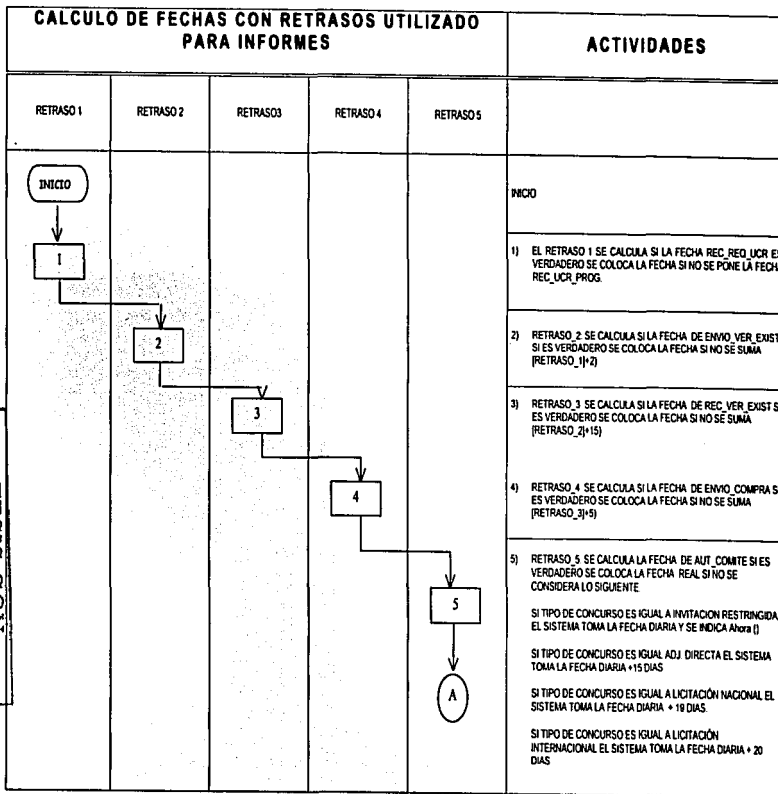 CALCULO DE FECHAS CON RETRASOS UTILIZADO
PARA INFORMES
ACTIVIDADES
RETRASO 1
RETRASO 2
RETRASO3
RETRASO 4
RETRASO 5
INICIO
1
2
3
4
5
A
INICIO
1) EL RETRASO 1 SE CALCULA SI LA FECHA REC_REQ_UCR ES
VERDADERO SE COLOCA LA FECHA SI NO SE PONE LA FECHA
REC_UCR_PROG.
2) RETRASO_2 SE CALCULA SI LA FECHA DE ENVIO_VER_EXIST
SI ES VERDADERO SE COLOCA LA FECHA SI NO SE SUMA
[RETRASO_1]+2)
3) RETRASO_3 SE CALCULA SI LA FECHA DE REC_VER_EXIST SI
ES VERDADERO SE COLOCA LA FECHA SI NO SE SUMA
[RETRASO_2]+15)
4) RETRASO_4 SE CALCULA SI LA FECHA DE ENVIO_COMPRA SI
ES VERDADERO SE COLOCA LA FECHA SI NO SE SUMA
[RETRASO_3]+5)
5) RETRASO_5 SE CALCULA LA FECHA DE AUT_COMITE SI ES
VERDADERO SE COLOCA LA FECHA REAL SI NO SE
CONSIDERA LO SIGUIENTE
SI TIPO DE CONCURSO ES IGUAL A INVITACION RESTRINGIDA
EL SISTEMA TOMA LA FECHA DIARIA Y SE INDICA Ahora ()
SI TIPO DE CONCURSO ES IGUAL ADJ. DIRECTA EL SISTEMA
TOMA LA FECHA DIARIA +15 DIAS
SI TIPO DE CONCURSO ES IGUAL A LICITACIÓN NACIONAL EL
SISTEMA TOMA LA FECHA DIARIA + 19 DIAS.
SI TIPO DE CONCURSO ES IGUAL A LICITACIÓN
INTERNACIONAL EL SISTEMA TOMA LA FECHA DIARIA + 20
DIAS